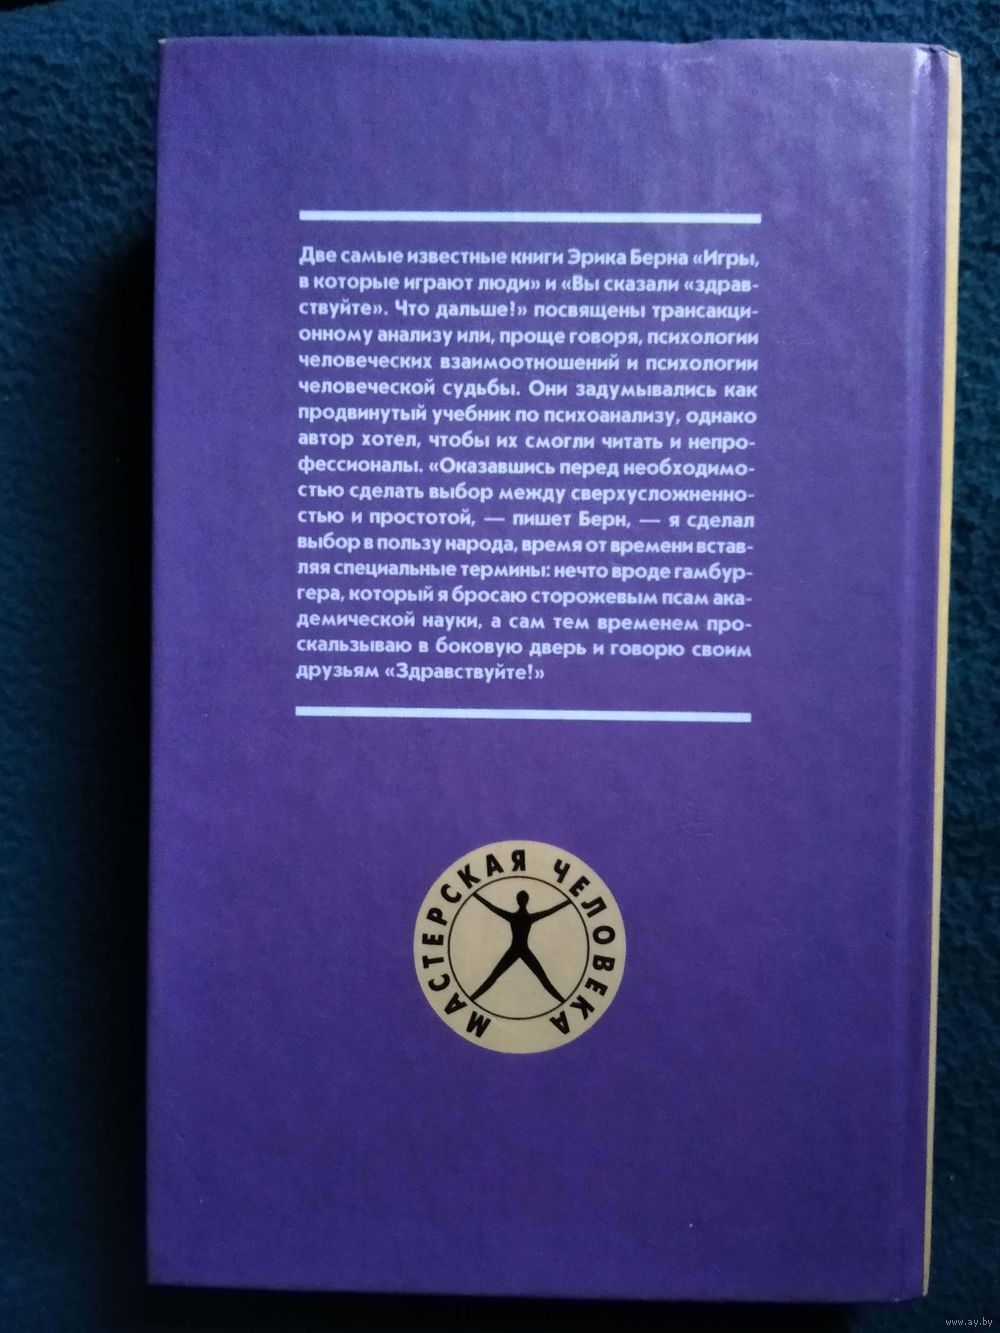 Две самые известные книги Эрика Берна «Игры,
в которые играют люди» и «Вы сказали «здрав-
ствуйте». Что дальше!» посвящены трансакци-
онному анализу или, проще говоря, психологии
человеческих взаимоотношений и психологии
человеческой судьбы. Они задумывались как
продвинутый учебник по психоанализу, однако
автор хотел, чтобы их смогли читать и непро-
фессионалы. «Оказавшись перед необходимо-
стью сделать выбор между сверхусложненно-
стью и простотой, — пишет Берн, — я сделал
выбор в пользу народа, время от времени встав-
ляя специальные термины: нечто вроде гамбур-
гера, который я бросаю сторожевым псам ака-
демической науки, а сам тем временем про-
скальзываю в боковую дверь и говорю своим
друзьям «Здравствуйте!»
МАСТЕРСКАЯ ЧЕЛОВЕКА
www.ay.by